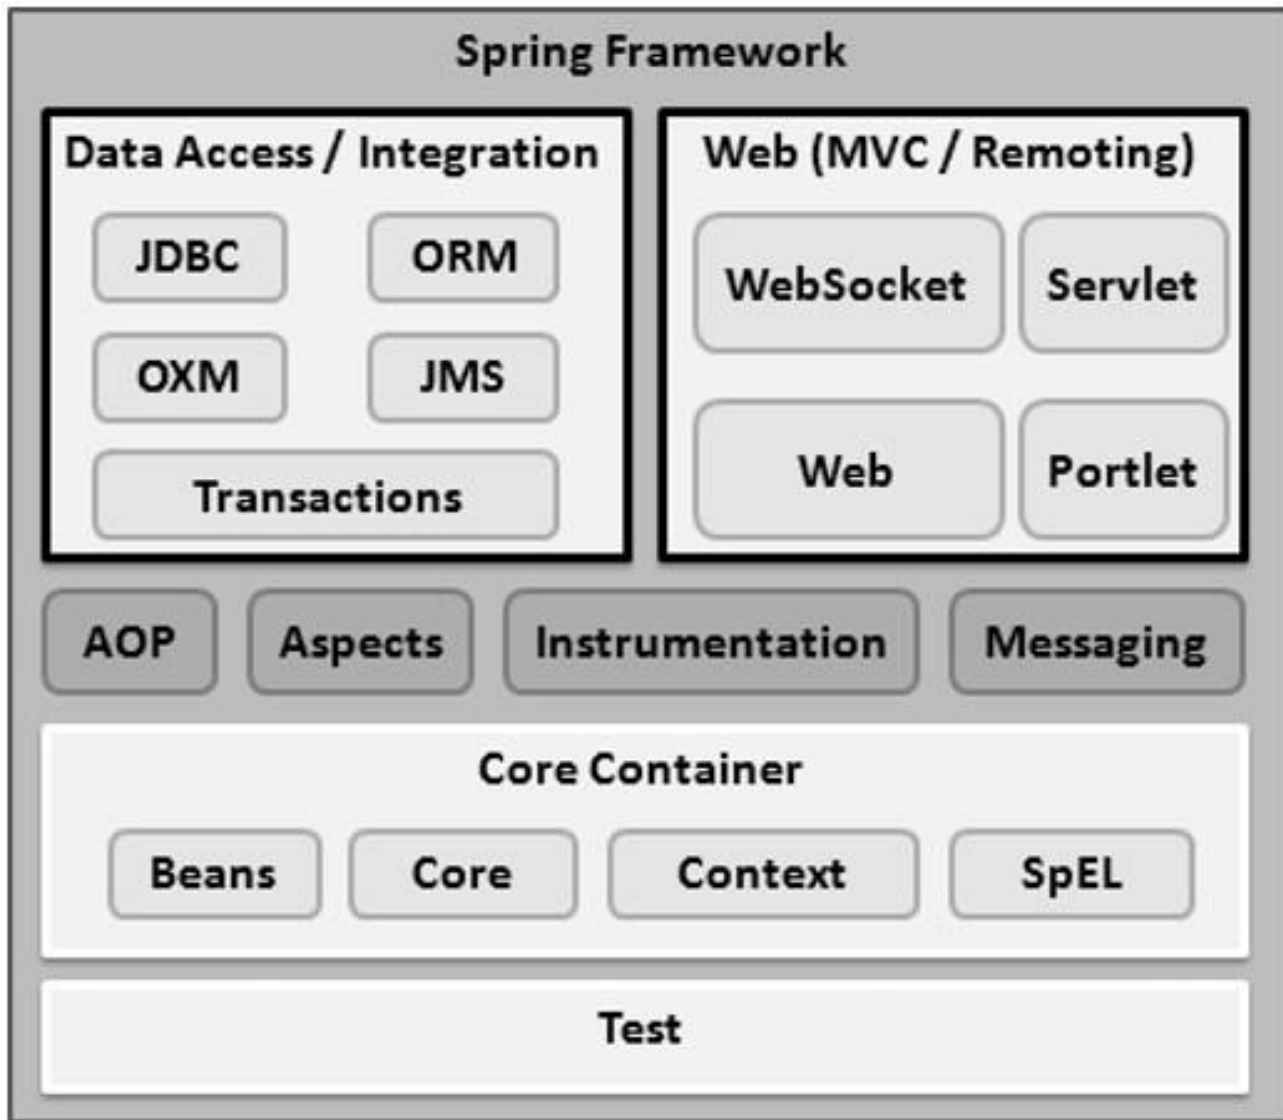 Spring Framework
Data Access / Integration
JDBC
ORM
OXM
JMS
Transactions
Web (MVC / Remoting)
WebSocket
Servlet
Web
Portlet
AOP
Aspects
Instrumentation
Messaging
Core Container
Beans
Core
Context
SpEL
Test